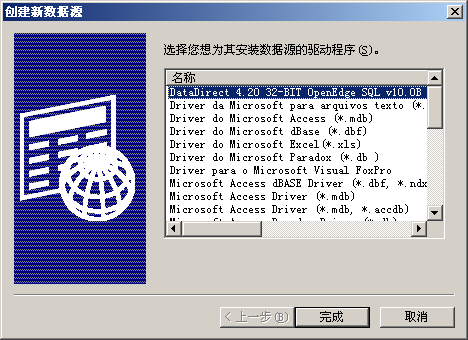 创建新数据源
选择您想为其安装数据源的驱动程序(S)。
名称
DataDirect 4.20 32-BIT OpenEdge SQL v10.0B
Driver da Microsoft para arquivos texto (*.
Driver do Microsoft Access (*.mdb)
Driver do Microsoft dBase (*.dbf)
Driver do Microsoft Excel(*.xls)
Driver do Microsoft Paradox (*.db )
Driver para o Microsoft Visual FoxPro
Microsoft Access dBASE Driver (*.dbf, *.ndx
Microsoft Access Driver (*.mdb)
Microsoft Access Driver (*.mdb, *.accdb)
< 上一步(B) 完成 取消